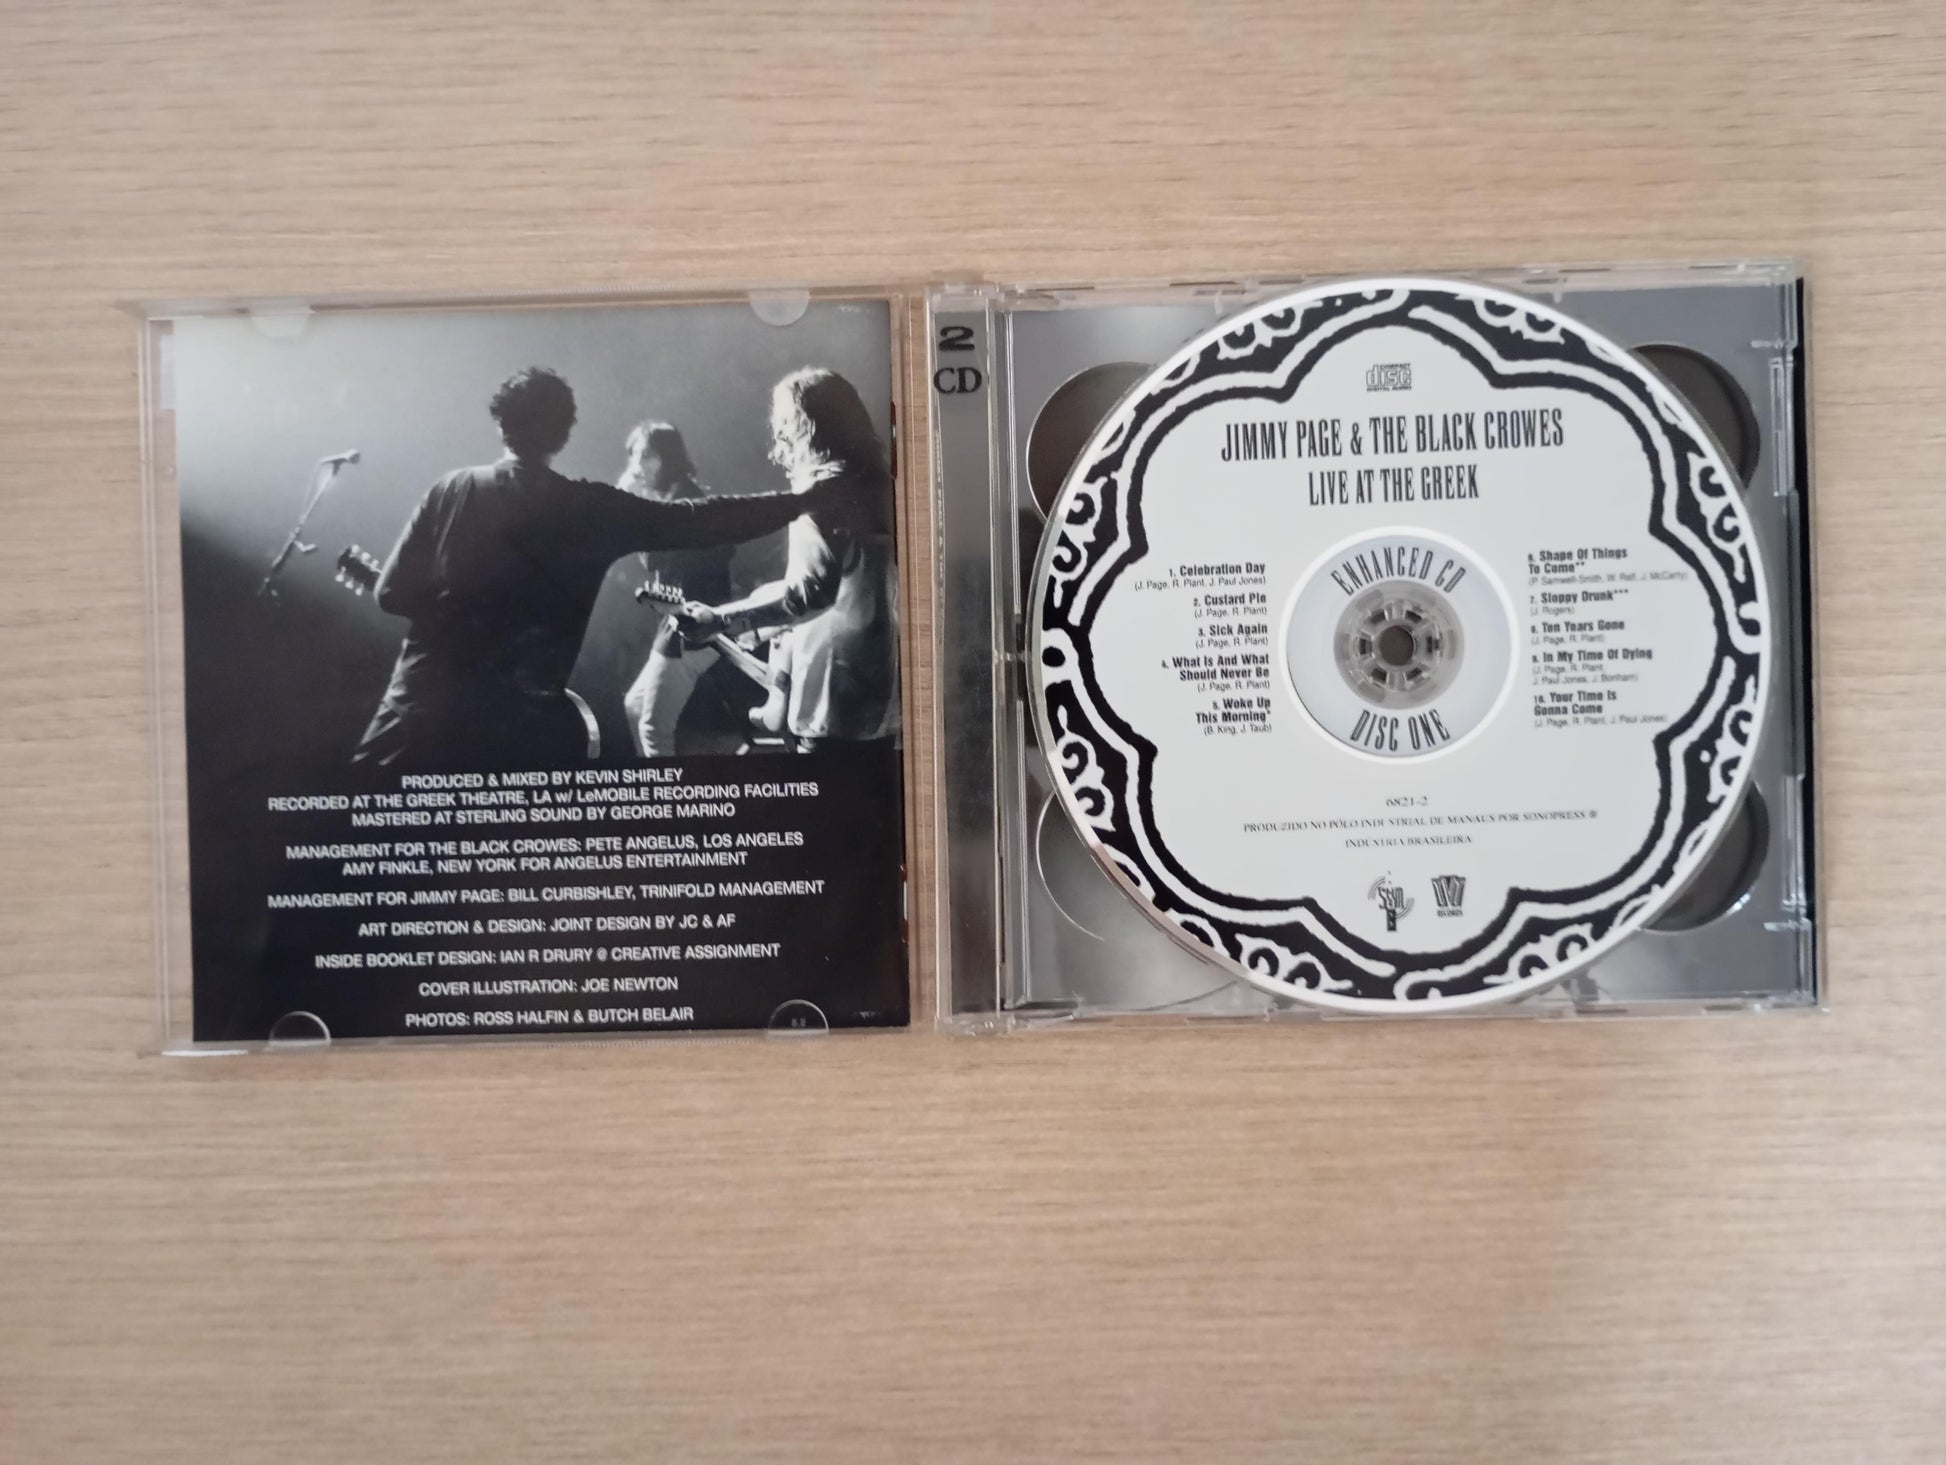 PRODUCED & MIXED BY KEVIN SHIRLEY
RECORDED AT THE GREEK THEATRE, LA w/ LeMOBILE RECORDING FACILITIES
MASTERED AT STERLING SOUND BY GEORGE MARINO
MANAGEMENT FOR THE BLACK CROWES: PETE ANGELUS, LOS ANGELES
AMY FINKLE, NEW YORK FOR ANGELUS ENTERTAINMENT
MANAGEMENT FOR JIMMY PAGE: BILL CURBISHLEY, TRINIFOLD MANAGEMENT
ART DIRECTION & DESIGN: JOINT DESIGN BY JC & AF
INSIDE BOOKLET DESIGN: IAN R DRURY @ CREATIVE ASSIGNMENT
COVER ILLUSTRATION: JOE NEWTON
PHOTOS: ROSS HALFIN & BUTCH BELAIR
2
CD
COMPACT
disc
DIGITAL AUDIO
JIMMY PAGE & THE BLACK CROWES
LIVE AT THE GREEK
ENHANCED CD
DISC ONE
1. Celebration Day
(J. Page, R. Plant, J. Paul Jones)
2. Custard Pie
(J. Page, R. Plant)
3. Sick Again
(J. Page, R. Plant)
4. What Is And What
Should Never Be
(J. Page, R. Plant)
5. Woke Up
This Morning*
(B. King, J. Taub)
6. Shape Of Things
To Come**
(P. Samwell-Smith, W. Relf, J. McCarty)
7. Sloppy Drunk***
(J. Rogers)
8. Ten Years Gone
(J. Page, R. Plant)
9. In My Time Of Dying
(J. Page, R. Plant,
J. Paul Jones, J. Bonham)
10. Your Time Is
Gonna Come
(J. Page, R. Plant, J. Paul Jones)
6821-2
PRODUZIDO NO PÓLO INDUSTRIAL DE MANAUS POR SONOPRESS ®
INDÚSTRIA BRASILEIRA
RECORDS